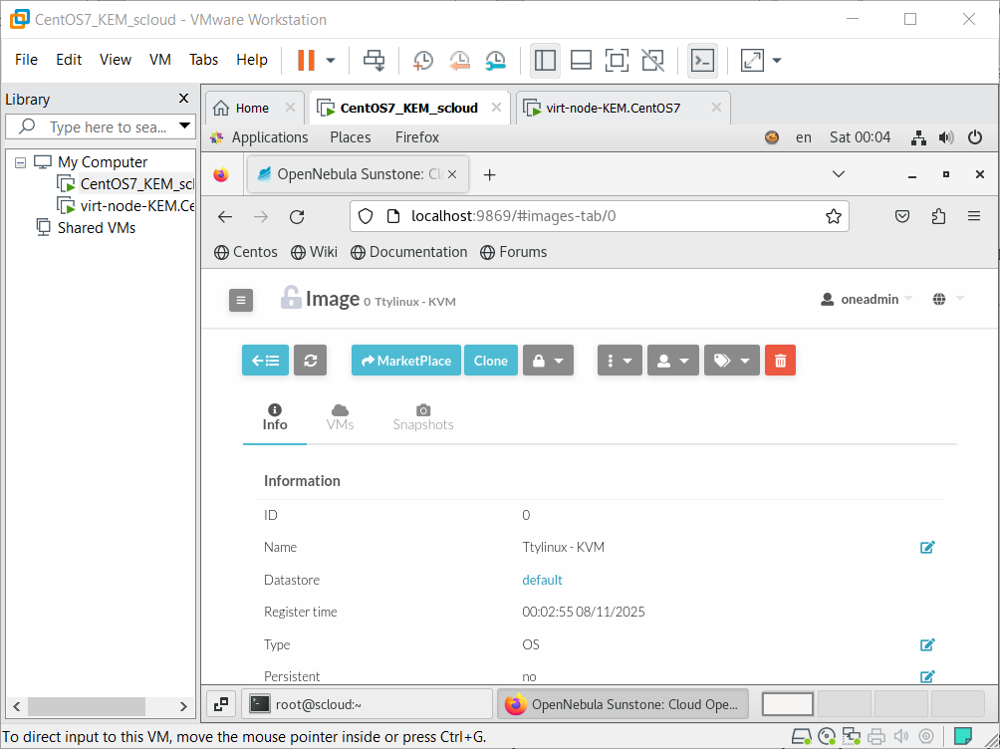 CentOS7_KEM_scloud - VMware Workstation
File Edit View VM Tabs Help
Library
Type here to sea...
My Computer
CentOS7_KEM_scl
virt-node-KEM.Ce
Shared VMs
Home CentOS7_KEM_scloud virt-node-KEM.CentOS7
Applications Places Firefox en Sat 00:04
OpenNebula Sunstone: Cl
localhost:9869/#images-tab/0
Centos Wiki Documentation Forums
Image 0 Ttylinux - KVM oneadmin
MarketPlace Clone
Info VMs Snapshots
Information
ID 0
Name Ttylinux - KVM
Datastore default
Register time 00:02:55 08/11/2025
Type OS
Persistent no
root@scloud:~ OpenNebula Sunstone: Cloud Ope...
To direct input to this VM, move the mouse pointer inside or press Ctrl+G.